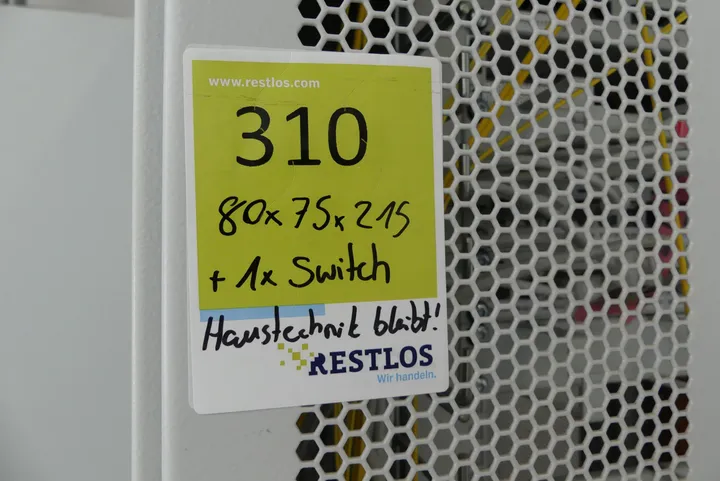 www.restlos.com
310
80x75x215
+ 1x Switch
Haustechnik bleibt!
RESTLOS
Wir handeln.